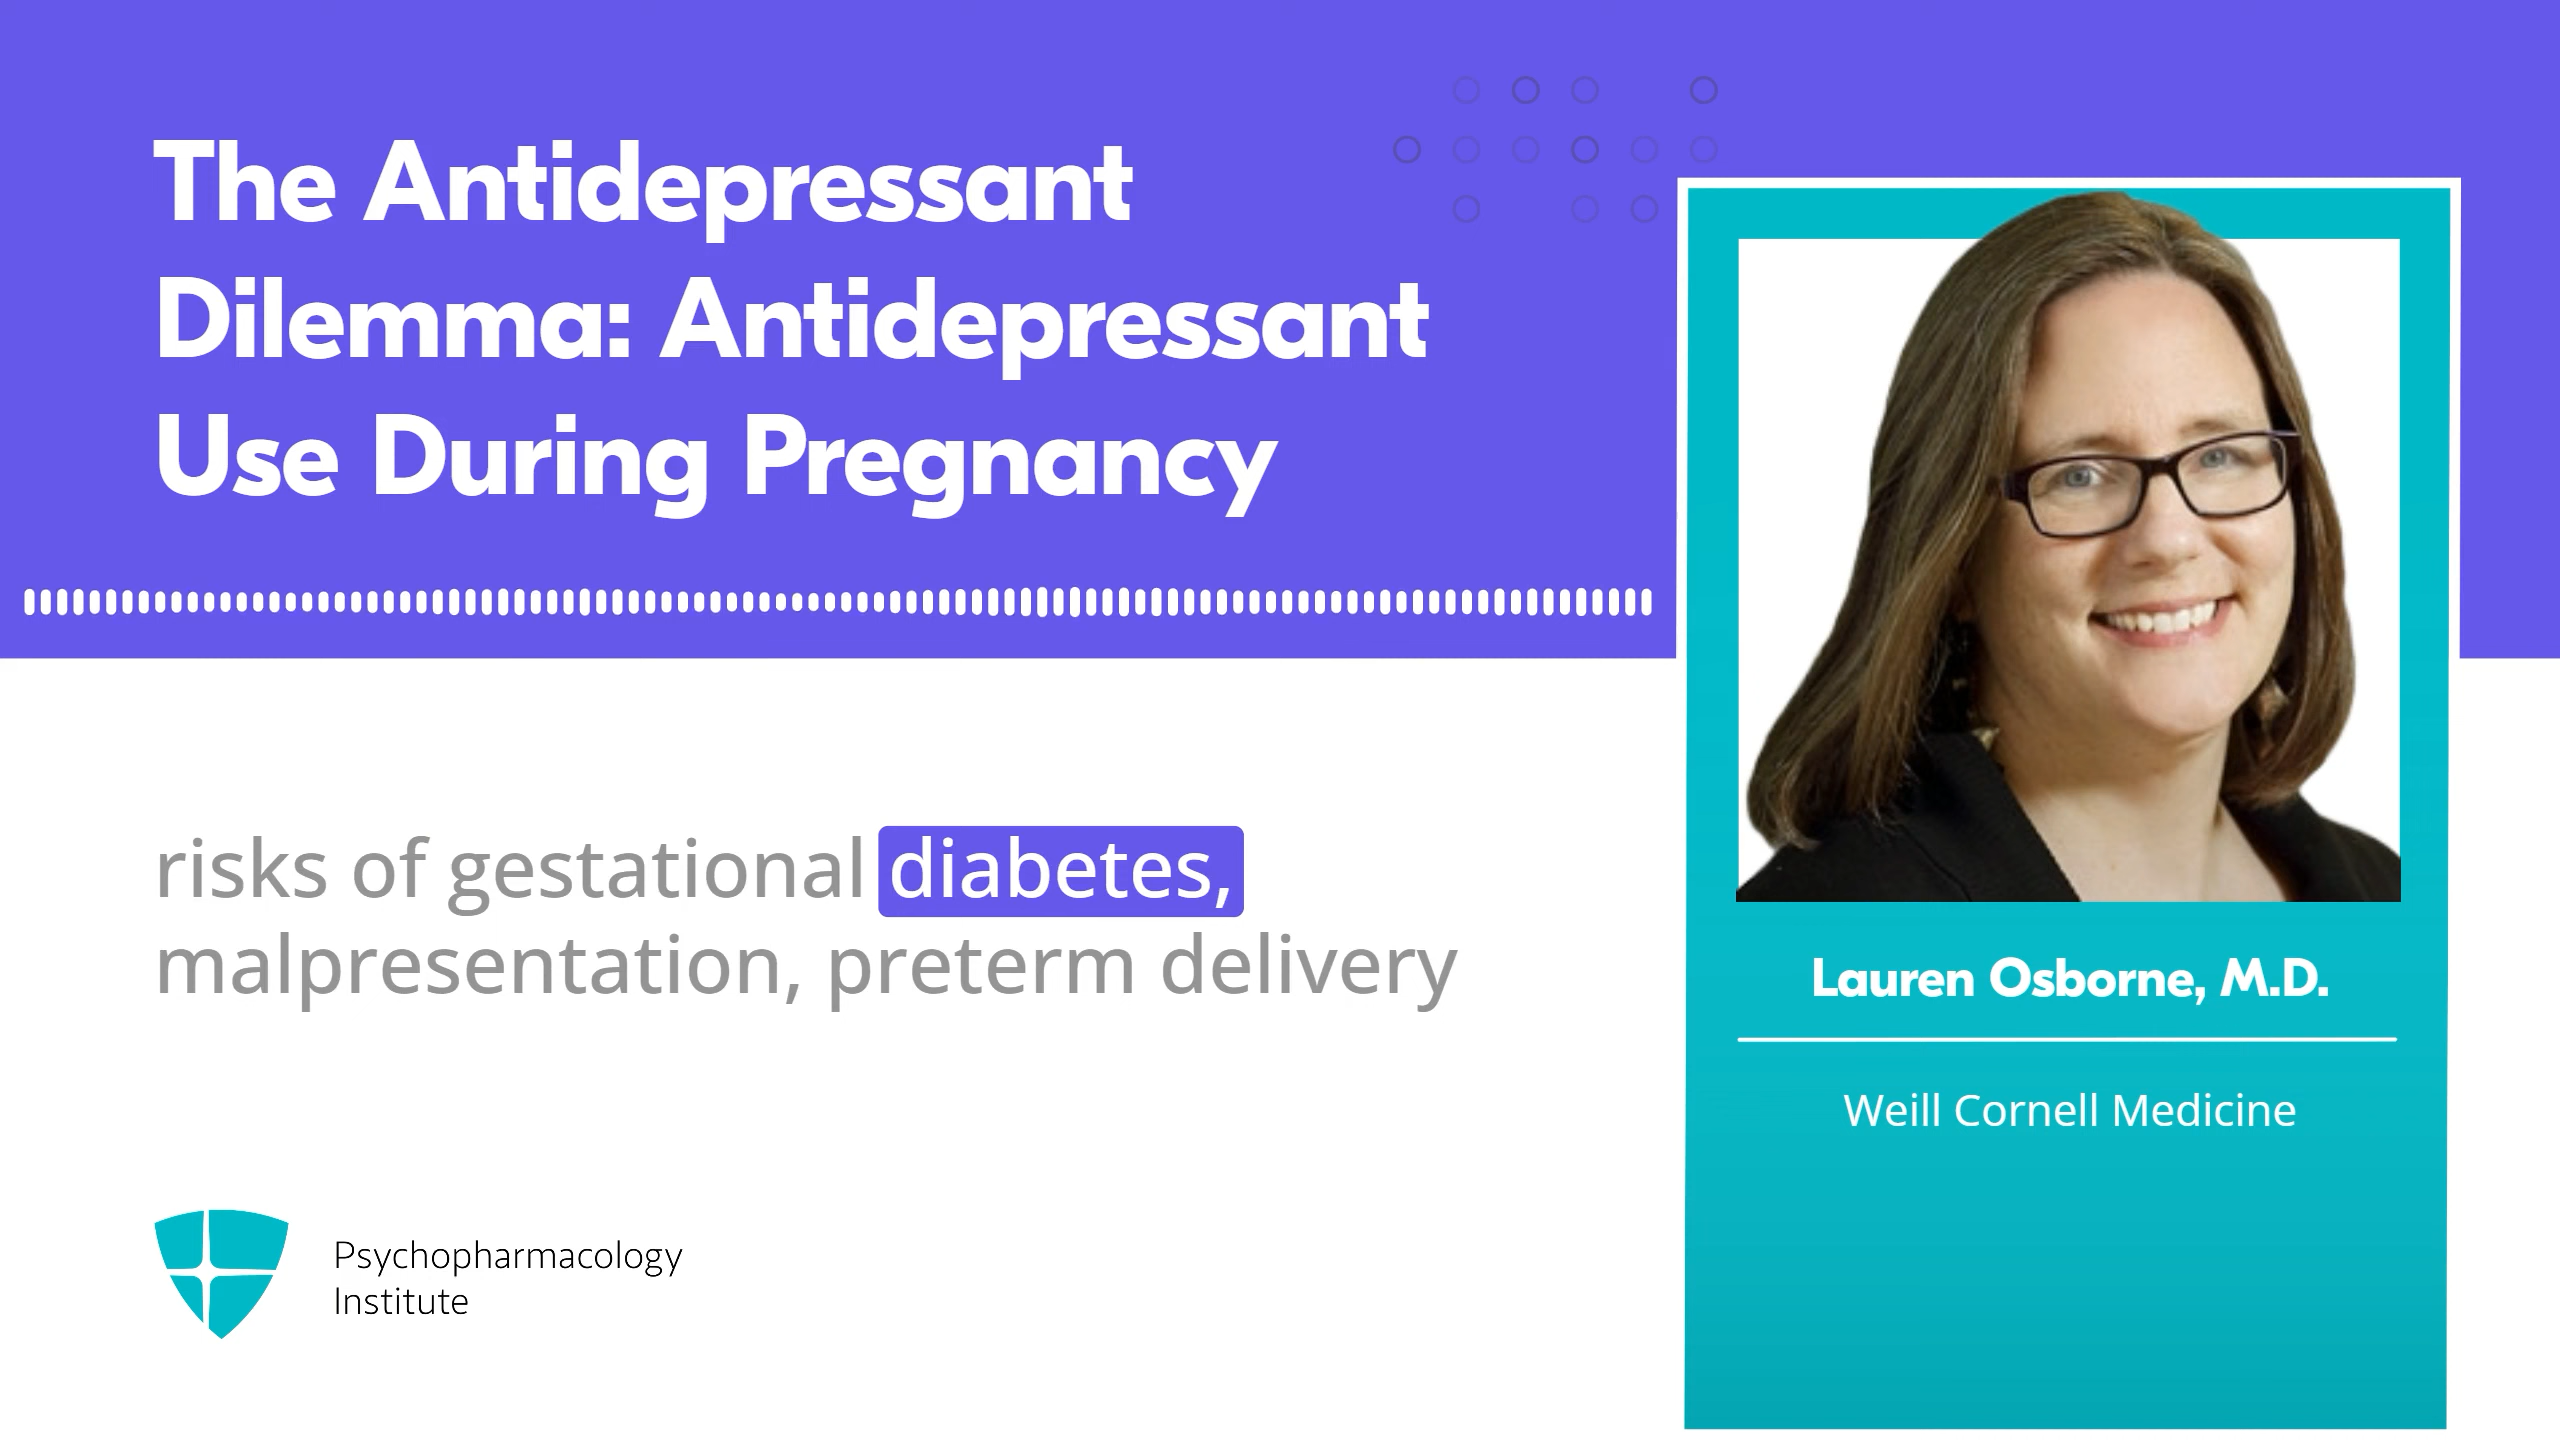 The Antidepressant
Dilemma: Antidepressant
Use During Pregnancy
risks of gestational diabetes,
malpresentation, preterm delivery
Psychopharmacology
Institute
Lauren Osborne, M.D.
Weill Cornell Medicine